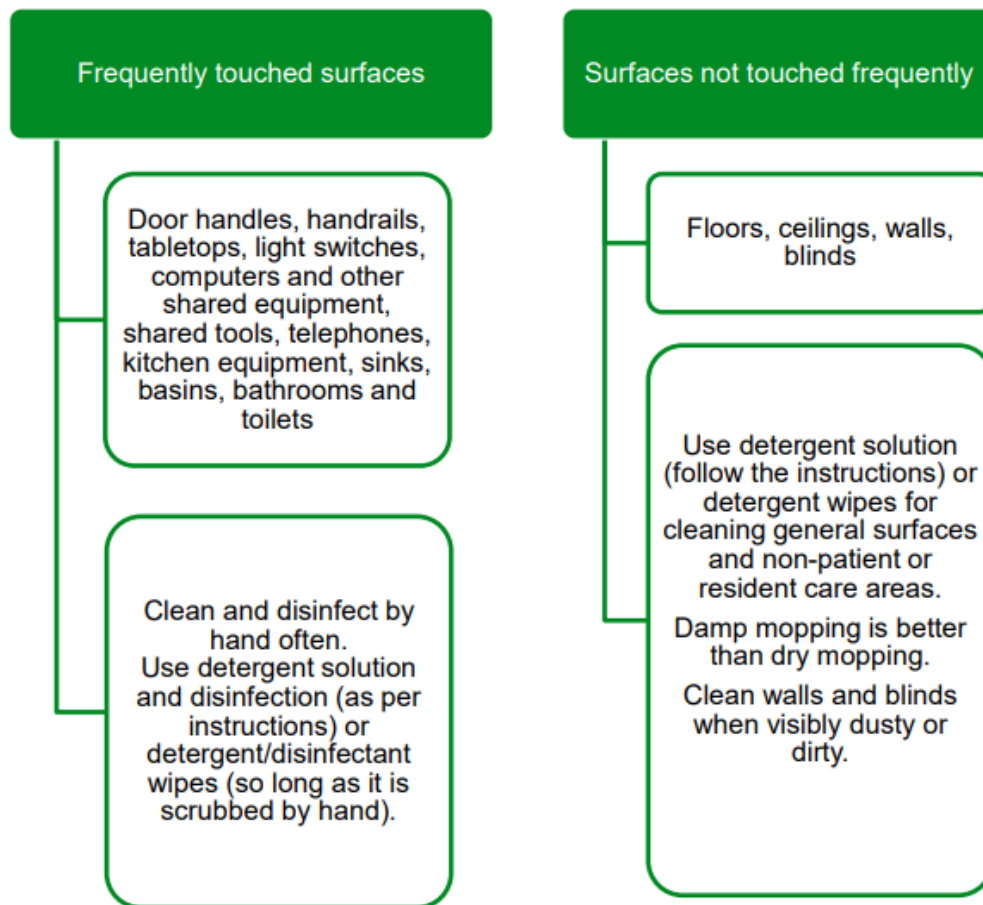 Frequently touched surfaces
Door handles, handrails,
tabletops, light switches,
computers and other
shared equipment,
shared tools, telephones,
kitchen equipment, sinks,
basins, bathrooms and
toilets
Clean and disinfect by
hand often.
Use detergent solution
and disinfection (as per
instructions) or
detergent/disinfectant
wipes (so long as it is
scrubbed by hand).
Surfaces not touched frequently
Floors, ceilings, walls,
blinds
Use detergent solution
(follow the instructions) or
detergent wipes for
cleaning general surfaces
and non-patient or
resident care areas.
Damp mopping is better
than dry mopping.
Clean walls and blinds
when visibly dusty or
dirty.